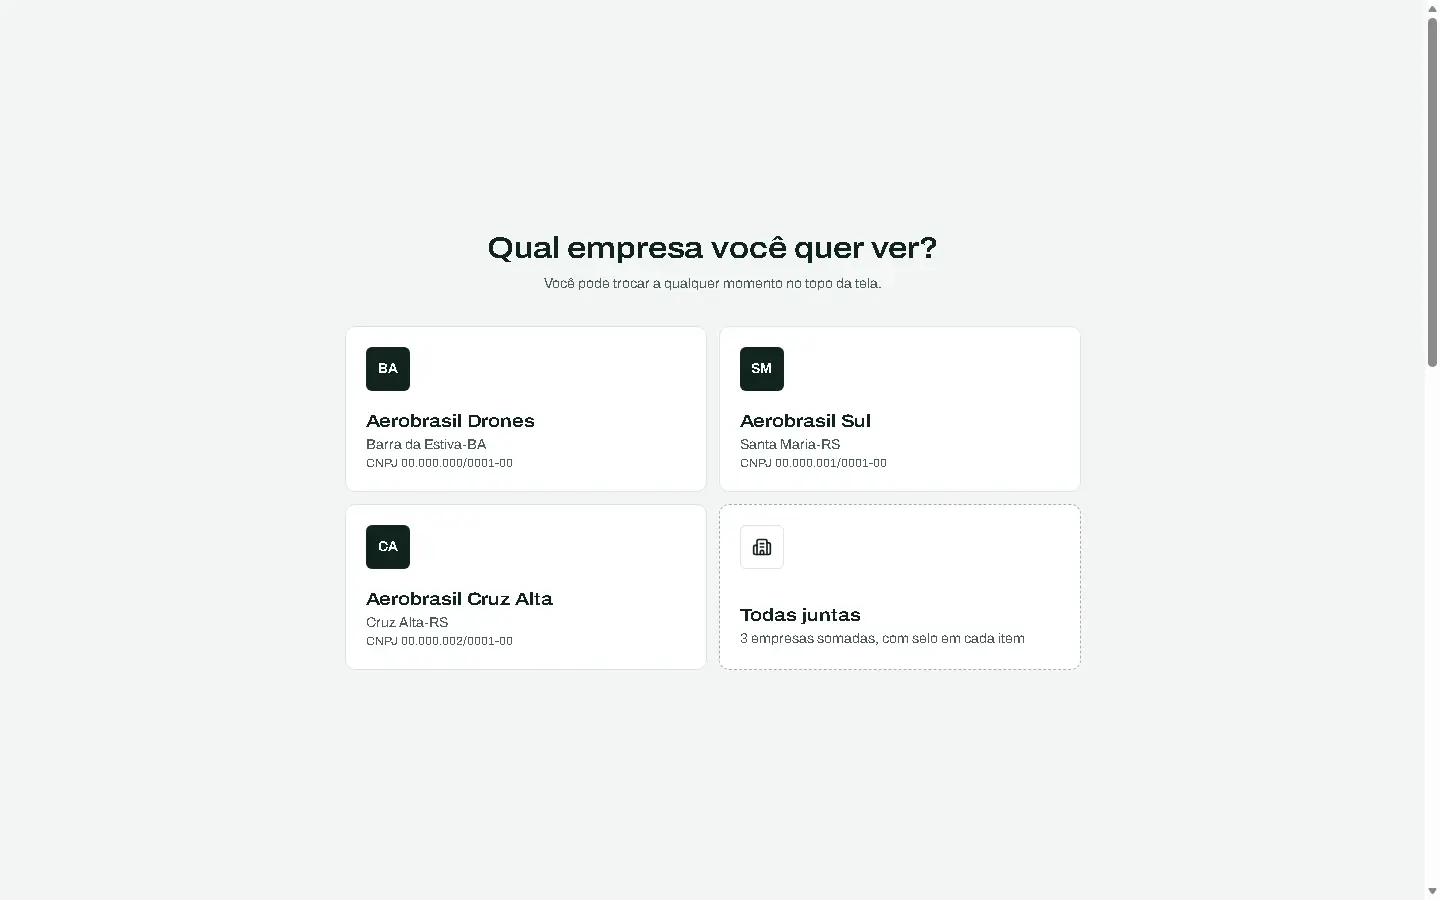 Qual empresa você quer ver?
Você pode trocar a qualquer momento no topo da tela.
BA
Aerobrasil Drones
Barra da Estiva-BA
CNPJ 00.000.000/0001-00
SM
Aerobrasil Sul
Santa Maria-RS
CNPJ 00.000.001/0001-00
CA
Aerobrasil Cruz Alta
Cruz Alta-RS
CNPJ 00.000.002/0001-00
Todas juntas
3 empresas somadas, com selo em cada item